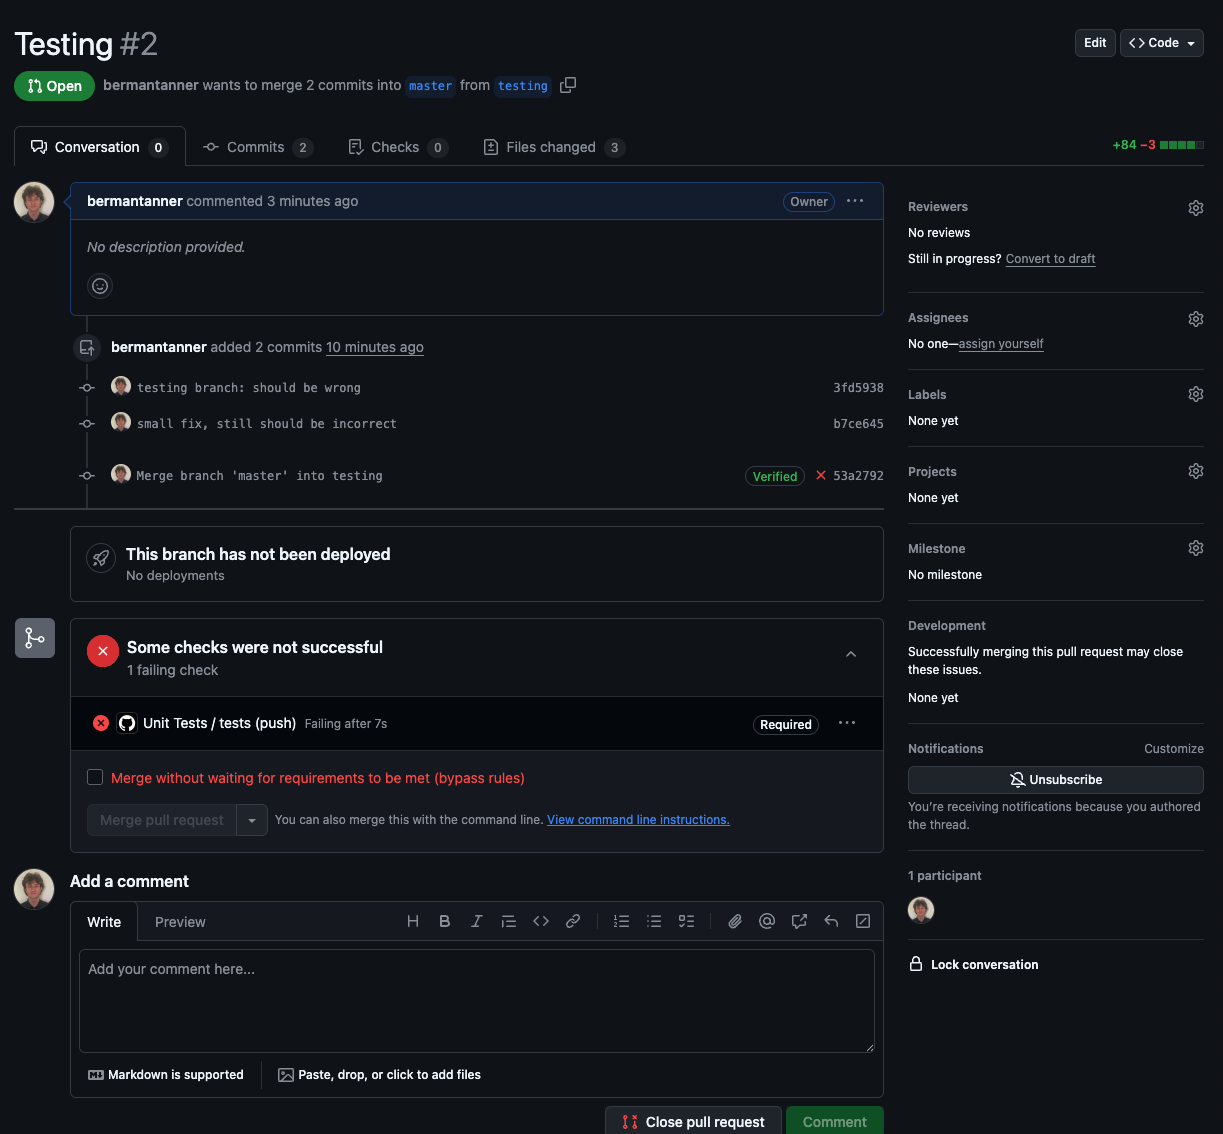 Testing #2
Edit
Code
Open
bermantanner wants to merge 2 commits into master from testing
Conversation 0
Commits 2
Checks 0
Files changed 3
+84 −3
bermantanner commented 3 minutes ago
Owner
No description provided.
bermantanner added 2 commits 10 minutes ago
testing branch: should be wrong 3fd5938
small fix, still should be incorrect b7ce645
Merge branch 'master' into testing Verified 53a2792
This branch has not been deployed
No deployments
Some checks were not successful
1 failing check
Unit Tests / tests (push) Failing after 7s Required
Merge without waiting for requirements to be met (bypass rules)
Merge pull request
You can also merge this with the command line. View command line instructions.
Add a comment
Write
Preview
Add your comment here...
Markdown is supported
Paste, drop, or click to add files
Close pull request
Comment
Reviewers
No reviews
Still in progress? Convert to draft
Assignees
No one—assign yourself
Labels
None yet
Projects
None yet
Milestone
No milestone
Development
Successfully merging this pull request may close
these issues.
None yet
Notifications
Customize
Unsubscribe
You're receiving notifications because you authored
the thread.
1 participant
Lock conversation